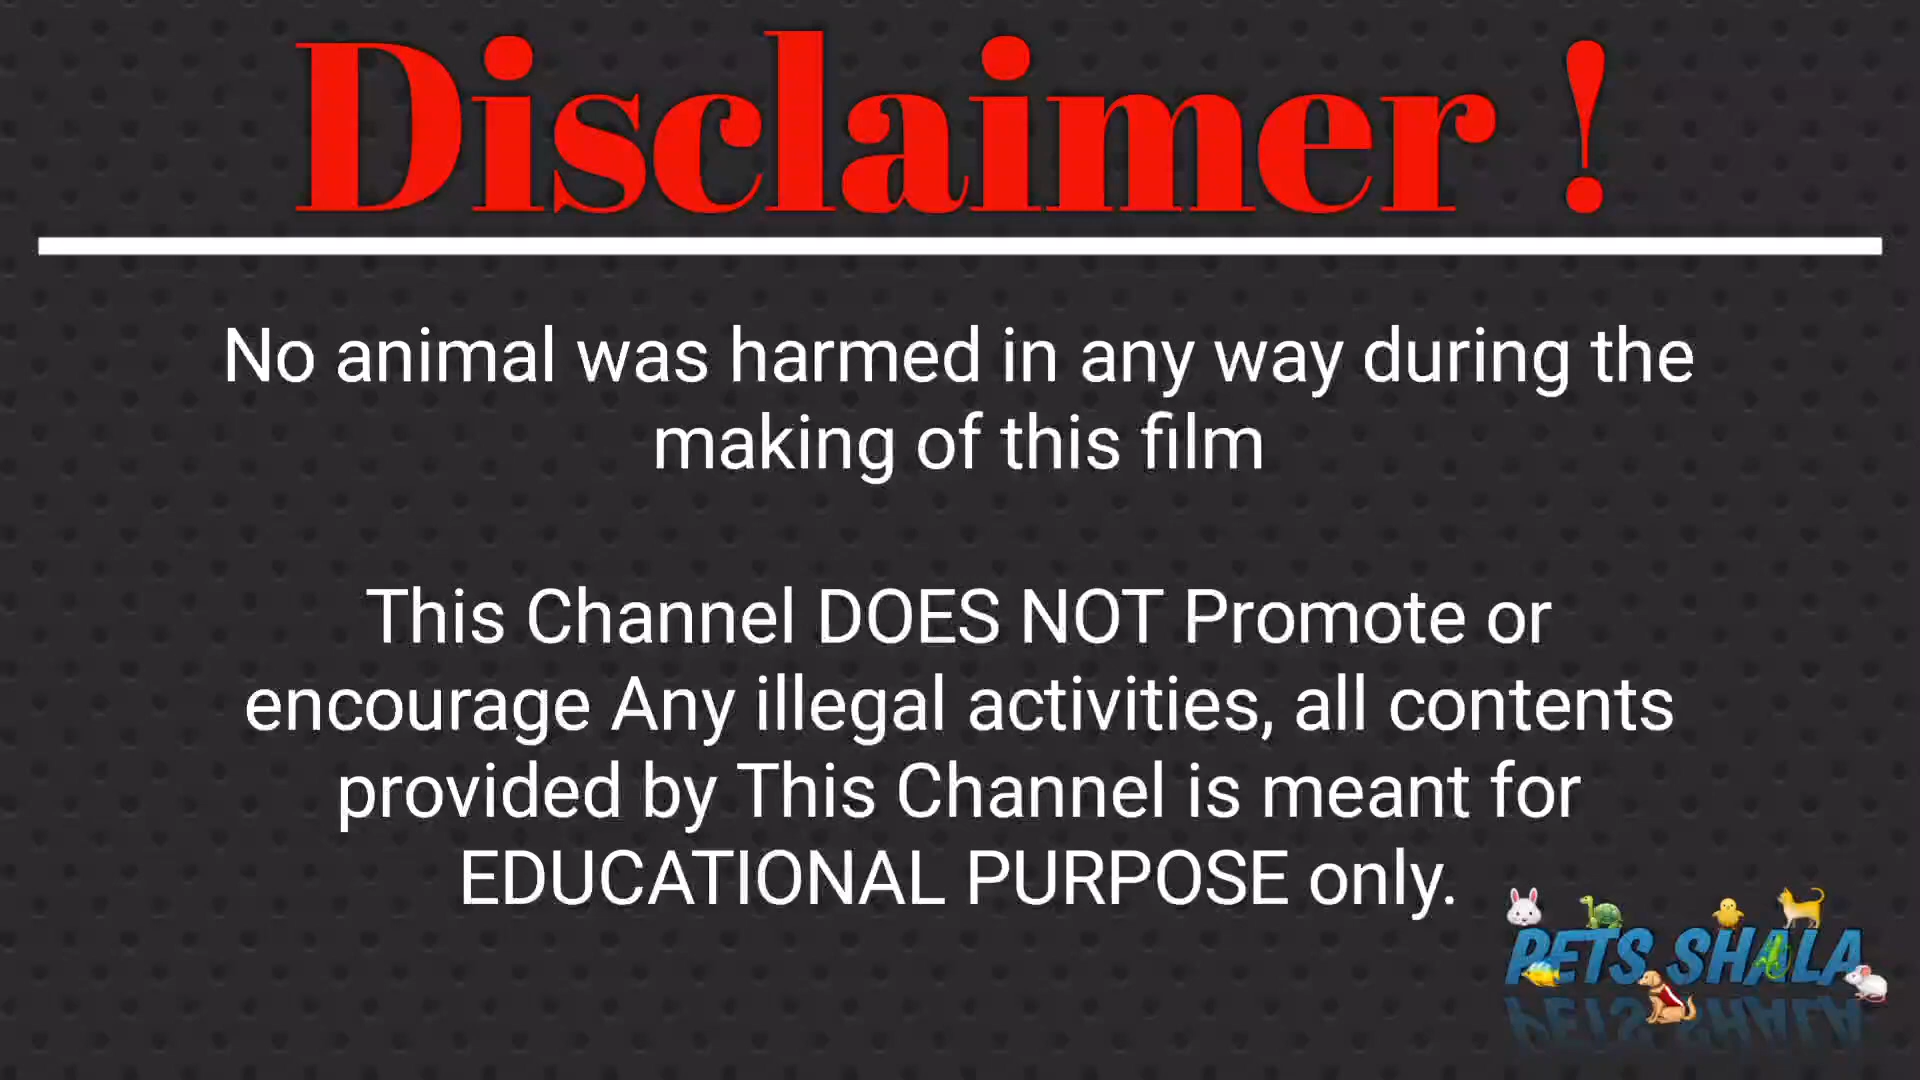 Disclaimer !
No animal was harmed in any way during the
making of this film
This Channel DOES NOT Promote or
encourage Any illegal activities, all contents
provided by This Channel is meant for
EDUCATIONAL PURPOSE only.
PETS SHALA